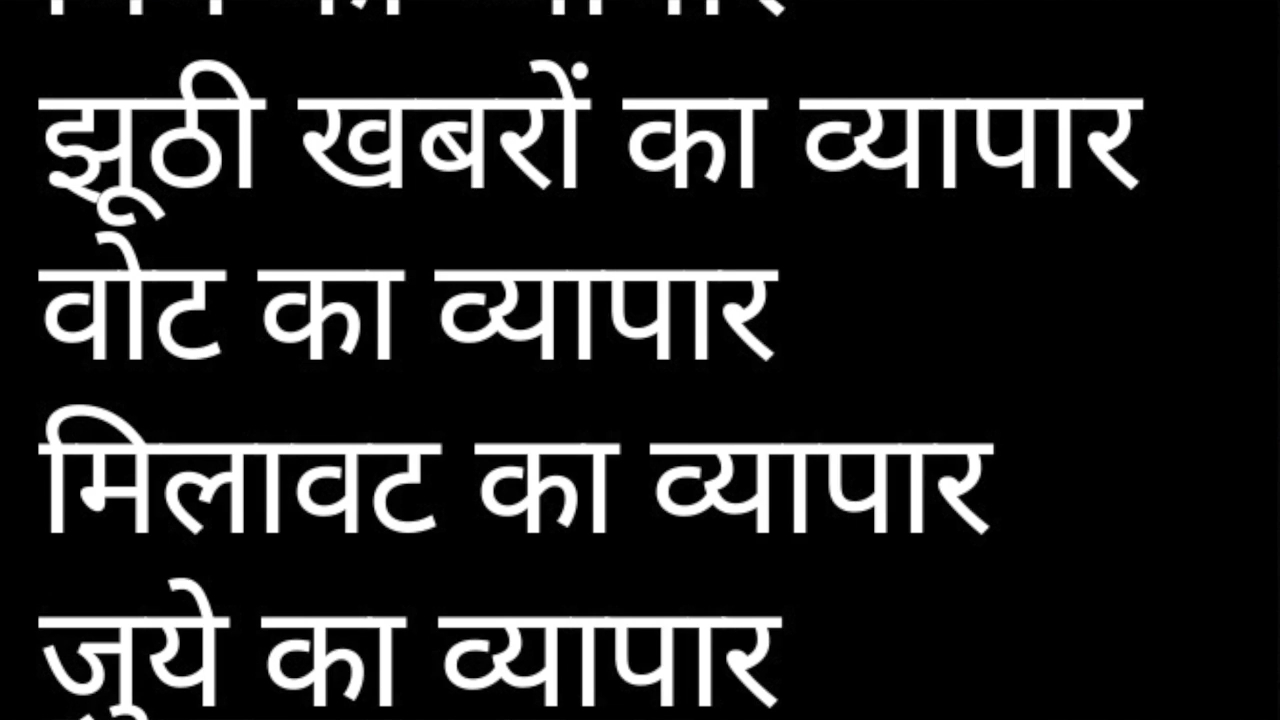 का व्यापार
झूठी खबरों का व्यापार
वोट का व्यापार
मिलावट का व्यापार
जुये का व्यापार